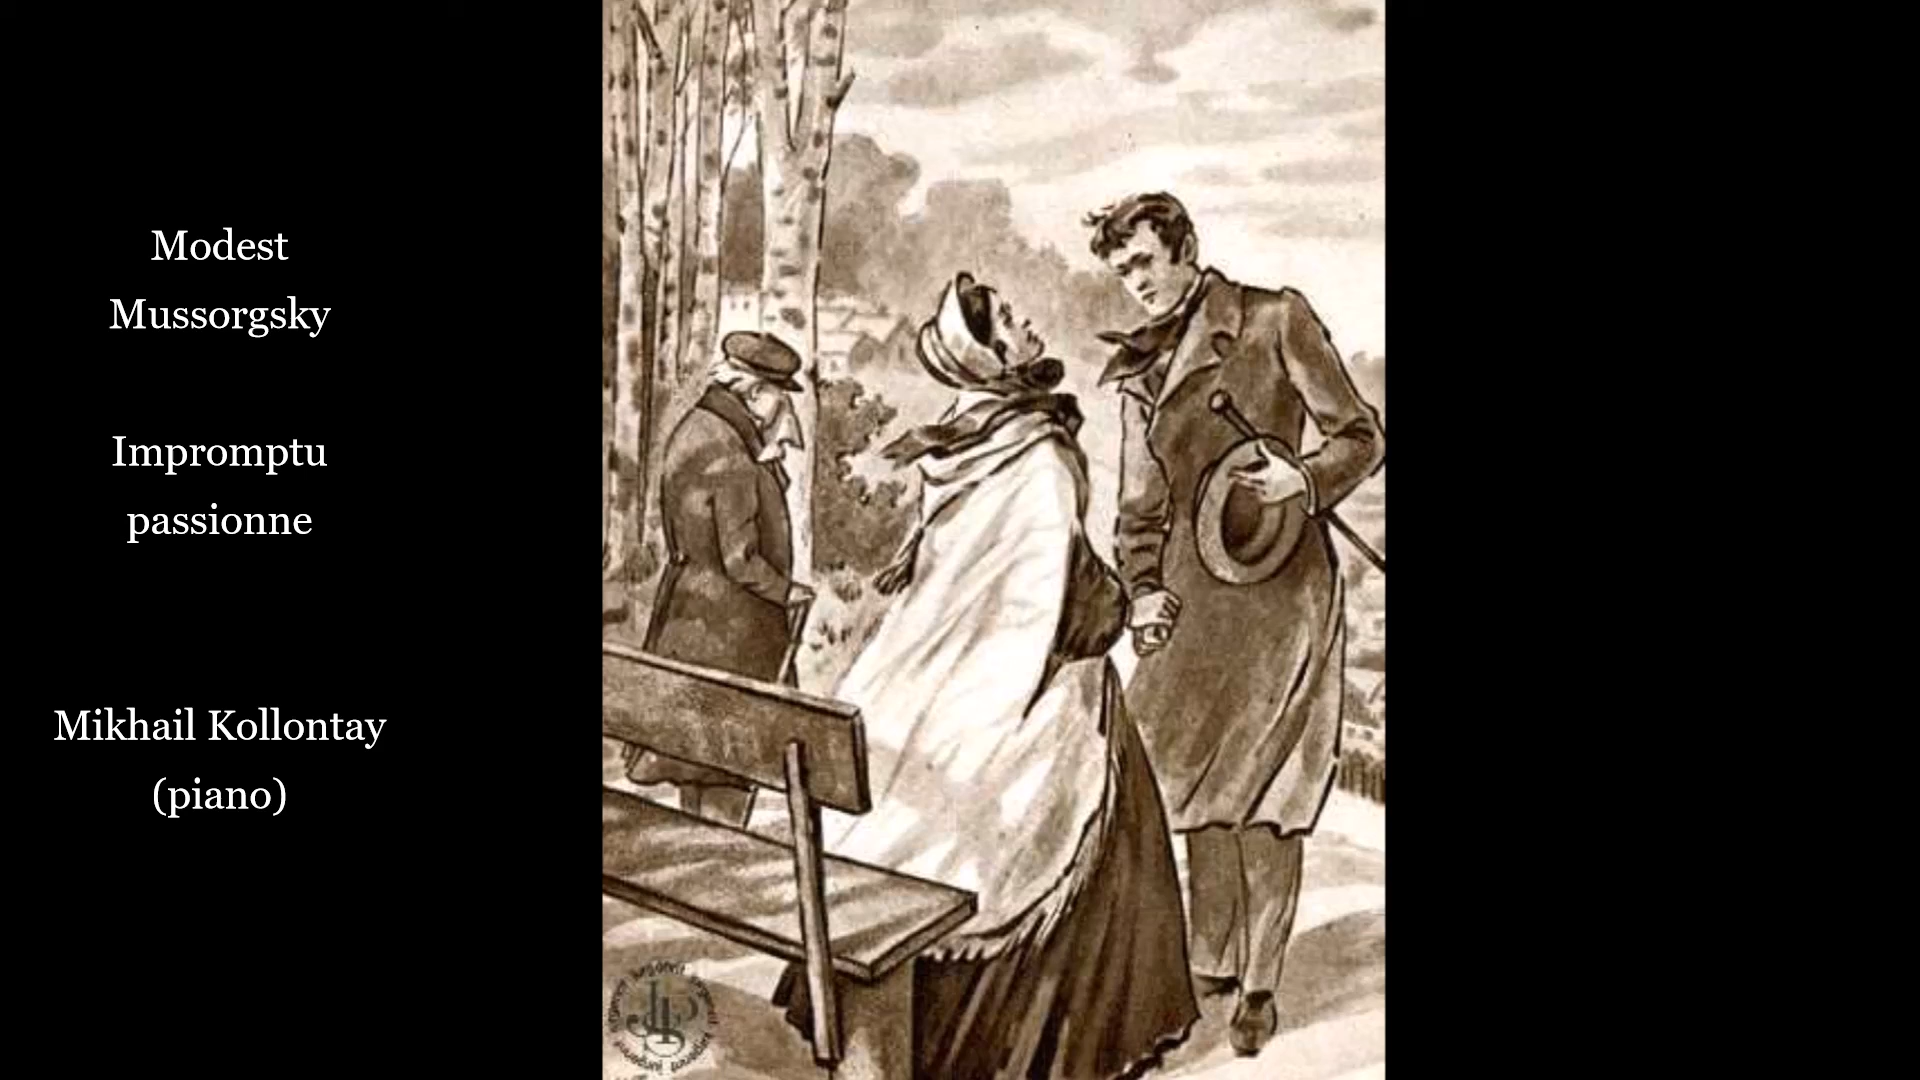 Modest
Mussorgsky
Impromptu
passionne
Mikhail Kollontay
(piano)